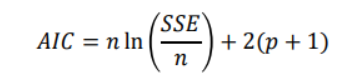 AIC = n ln(SSE/n) + 2(p + 1)